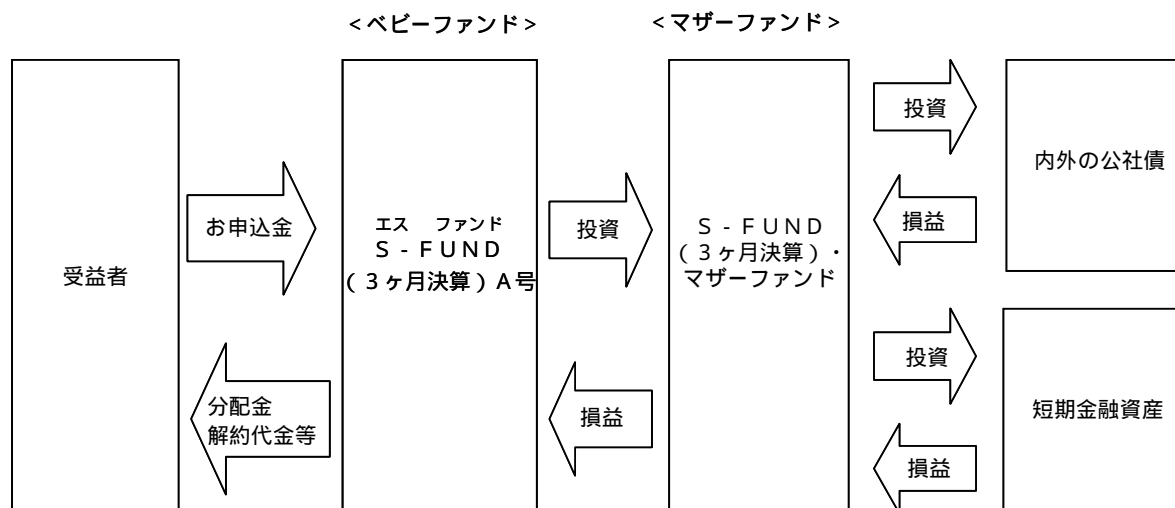 <ベビーファンド>
<マザーファンド>
受益者
お申込金
分配金
解約代金等
エス ファンド
S-FUND
(3ヶ月決算)A号
投資
損益
S-FUND
(3ヶ月決算)・
マザーファンド
投資
損益
内外の公社債
投資
損益
短期金融資産